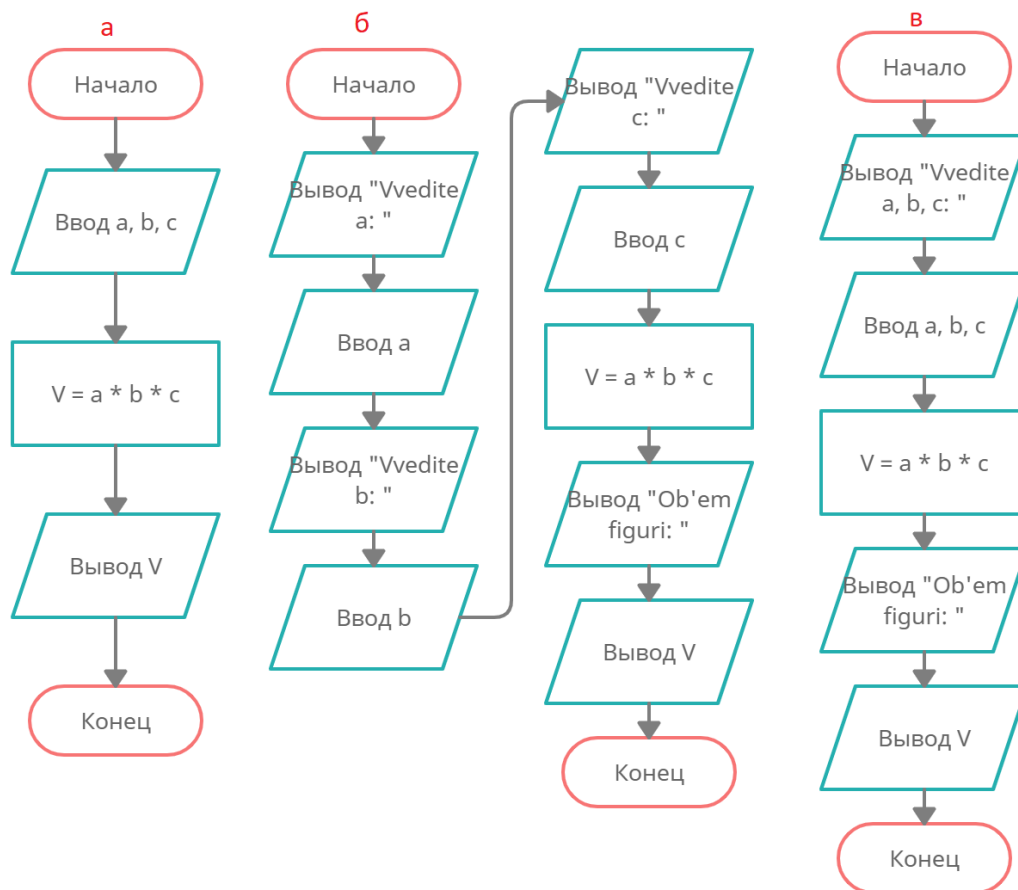 а
Начало
Ввод a, b, c
V = a * b * c
Вывод V
Конец
б
Начало
Вывод "Vvedite
a: "
Ввод a
Вывод "Vvedite
b: "
Ввод b
Вывод "Vvedite
c: "
Ввод c
V = a * b * c
Вывод "Ob'em
figuri: "
Вывод V
Конец
в
Начало
Вывод "Vvedite
a, b, c: "
Ввод a, b, c
V = a * b * c
Вывод "Ob'em
figuri: "
Вывод V
Конец